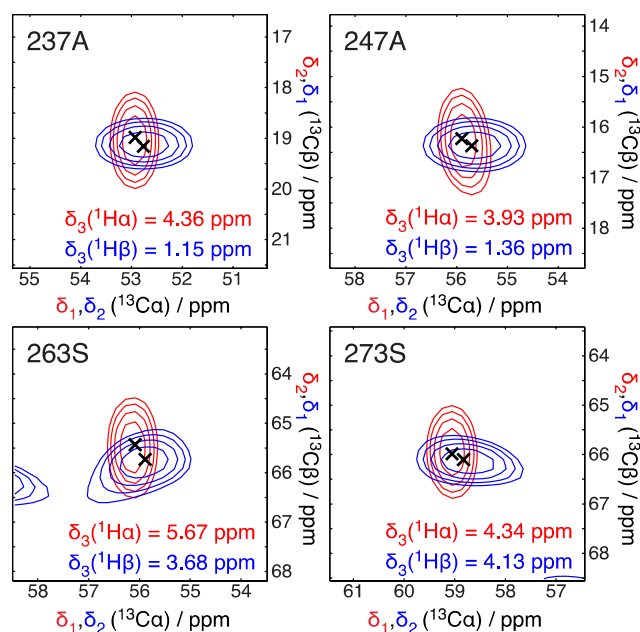 237A
17
18
19
20
21
δ₂,δ₁ (¹³Cβ) / ppm
δ₃(¹Hα) = 4.36 ppm
δ₃(¹Hβ) = 1.15 ppm
55 54 53 52 51
δ₁,δ₂ (¹³Cα) / ppm
247A
14
15
16
17
18
δ₂,δ₁ (¹³Cβ) / ppm
δ₃(¹Hα) = 3.93 ppm
δ₃(¹Hβ) = 1.36 ppm
58 57 56 55 54
δ₁,δ₂ (¹³Cα) / ppm
263S
64
65
66
67
68
δ₂,δ₁ (¹³Cβ) / ppm
δ₃(¹Hα) = 5.67 ppm
δ₃(¹Hβ) = 3.68 ppm
58 57 56 55 54
δ₁,δ₂ (¹³Cα) / ppm
273S
64
65
66
67
68
δ₂,δ₁ (¹³Cβ) / ppm
δ₃(¹Hα) = 4.34 ppm
δ₃(¹Hβ) = 4.13 ppm
61 60 59 58 57
δ₁,δ₂ (¹³Cα) / ppm